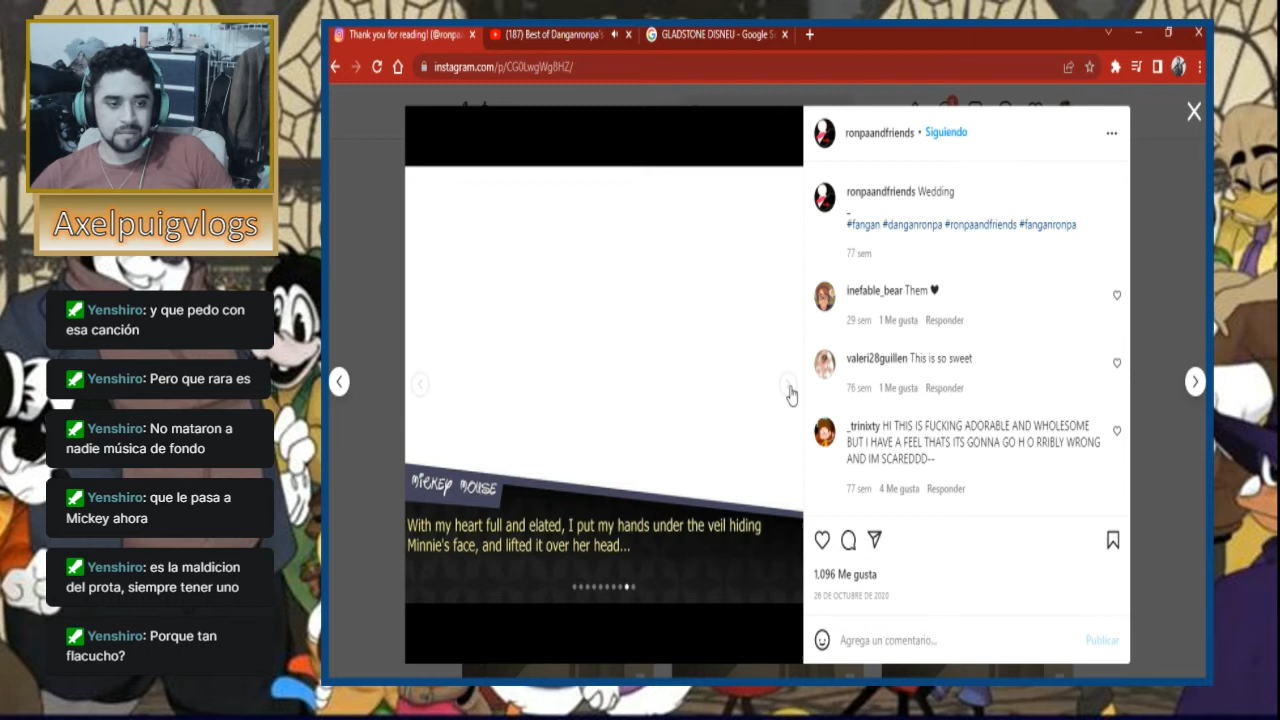 Thank you for reading! (@ronpa
(187) Best of Danganronpa's
GLADSTONE DISNEU - Google S
instagram.com/p/CG0LwgWg8HZ/
Axelpuigvlogs
Yenshiro: y que pedo con
esa canción
Yenshiro: Pero que rara es
Yenshiro: No mataron a
nadie música de fondo
Yenshiro: que le pasa a
Mickey ahora
Yenshiro: es la maldicion
del prota, siempre tener uno
Yenshiro: Porque tan
flacucho?
MICKEY MOUSE
With my heart full and elated, I put my hands under the veil hiding
Minnie's face, and lifted it over her head...
ronpaandfriends • Siguiendo
ronpaandfriends Wedding
_
#fangan #danganronpa #ronpaandfriends #fanganronpa
77 sem
inefable_bear Them 🖤
29 sem 1 Me gusta Responder
valeri28guillen This is so sweet
76 sem 1 Me gusta Responder
_trinixty HI THIS IS FUCKING ADORABLE AND WHOLESOME
BUT I HAVE A FEEL THATS ITS GONNA GO H O RRIBLY WRONG
AND IM SCAREDDD--
77 sem 4 Me gusta Responder
1,096 Me gusta
26 DE OCTUBRE DE 2020
Agrega un comentario...
Publicar